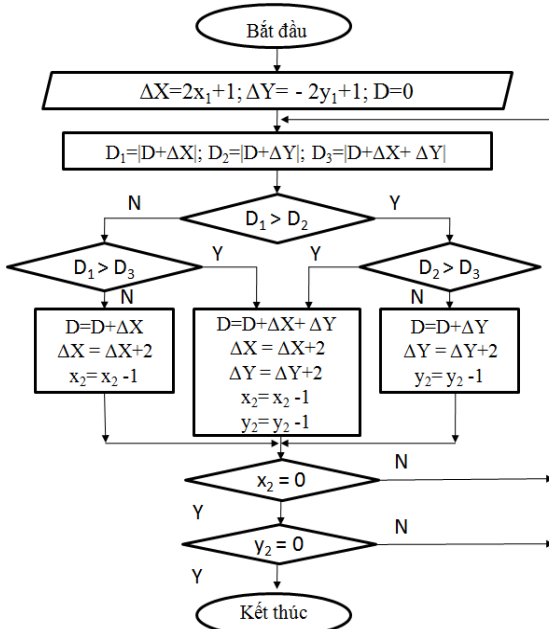 Bắt đầu
ΔX=2x₁+1; ΔY= - 2y₁+1; D=0
D₁=|D+ΔX|; D₂=|D+ΔY|; D₃=|D+ΔX+ ΔY|
N
D₁ > D₂
Y
D₁ > D₃
Y
Y
D₂ > D₃
N
N
D=D+ΔX
ΔX = ΔX+2
x₂= x₂ -1
D=D+ΔX+ ΔY
ΔX = ΔX+2
ΔY = ΔY+2
x₂= x₂ -1
y₂= y₂ -1
D=D+ΔY
ΔY = ΔY+2
y₂= y₂ -1
x₂ = 0
N
Y
y₂ = 0
N
Y
Kết thúc